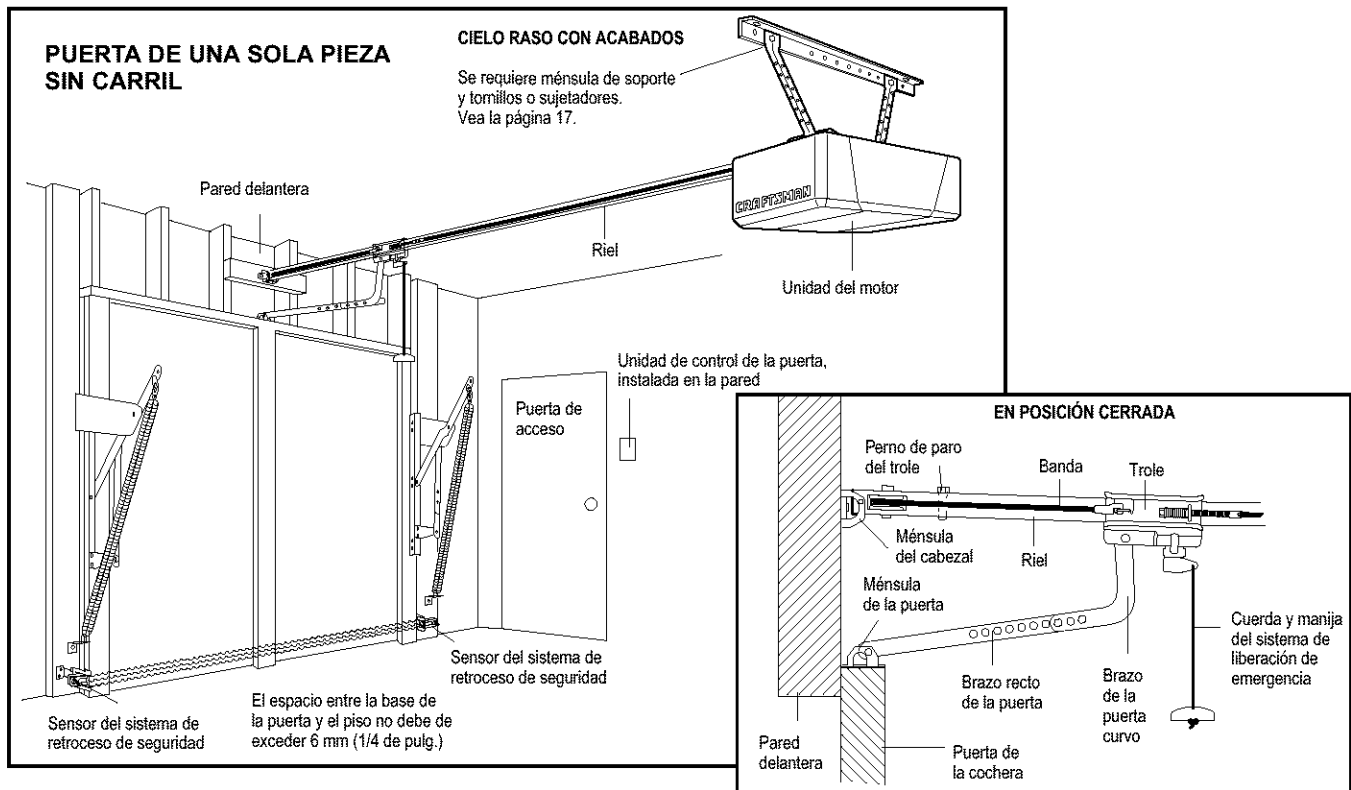 PUERTA DE UNA SOLA PIEZA
SIN CARRIL
CIELO RASO CON ACABADOS
Se requiere ménsula de soporte
y tornillos o sujetadores.
Vea la página 17.
Pared delantera
CRAFTSMAN
Riel
Unidad del motor
Unidad de control de la puerta,
instalada en la pared
Puerta de
acceso
Sensor del sistema de
retroceso de seguridad
El espacio entre la base de
la puerta y el piso no debe de
exceder 6 mm (1/4 de pulg.)
Sensor del sistema de
retroceso de seguridad
EN POSICIÓN CERRADA
Perno de paro
del trole
Banda
Trole
Ménsula
del cabezal
Riel
Ménsula
de la puerta
Cuerda y manija
del sistema de
liberación de
emergencia
Brazo recto
de la puerta
Brazo
de la
puerta
curvo
Pared
delantera
Puerta de
la cochera